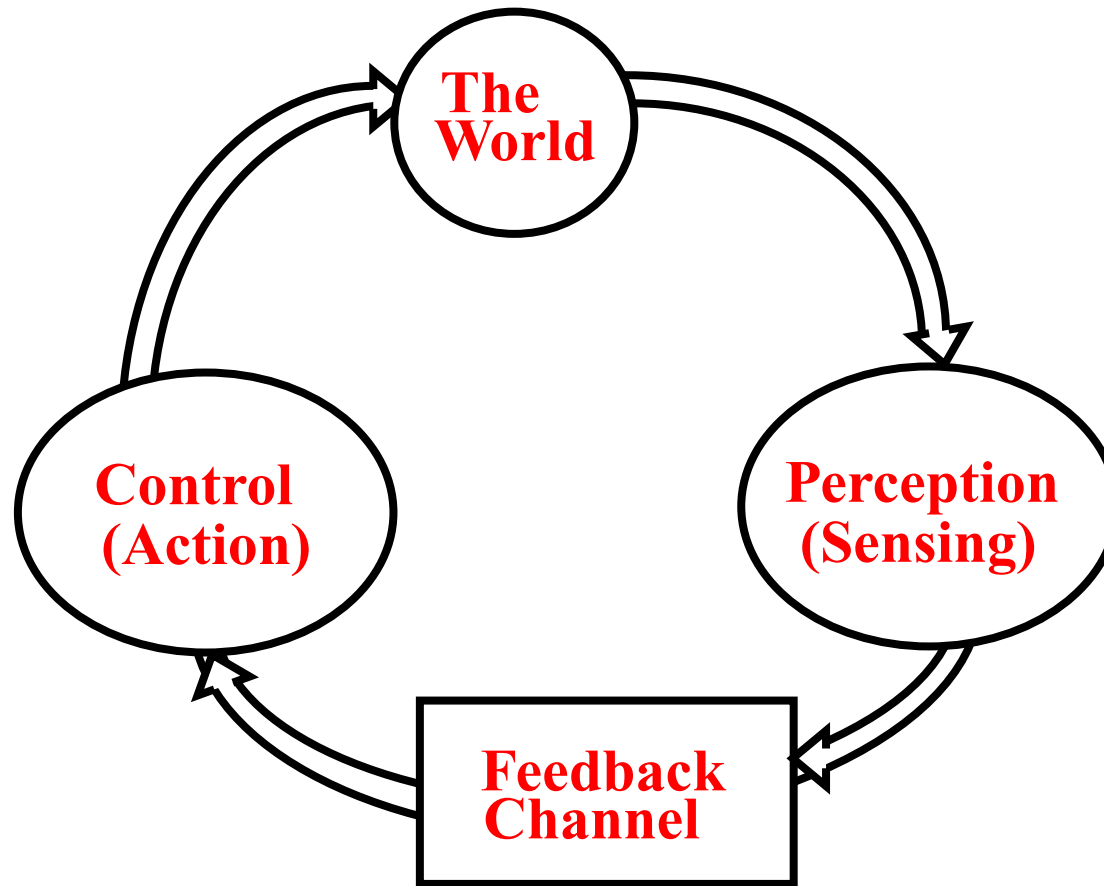 The
World
Control
(Action)
Perception
(Sensing)
Feedback
Channel